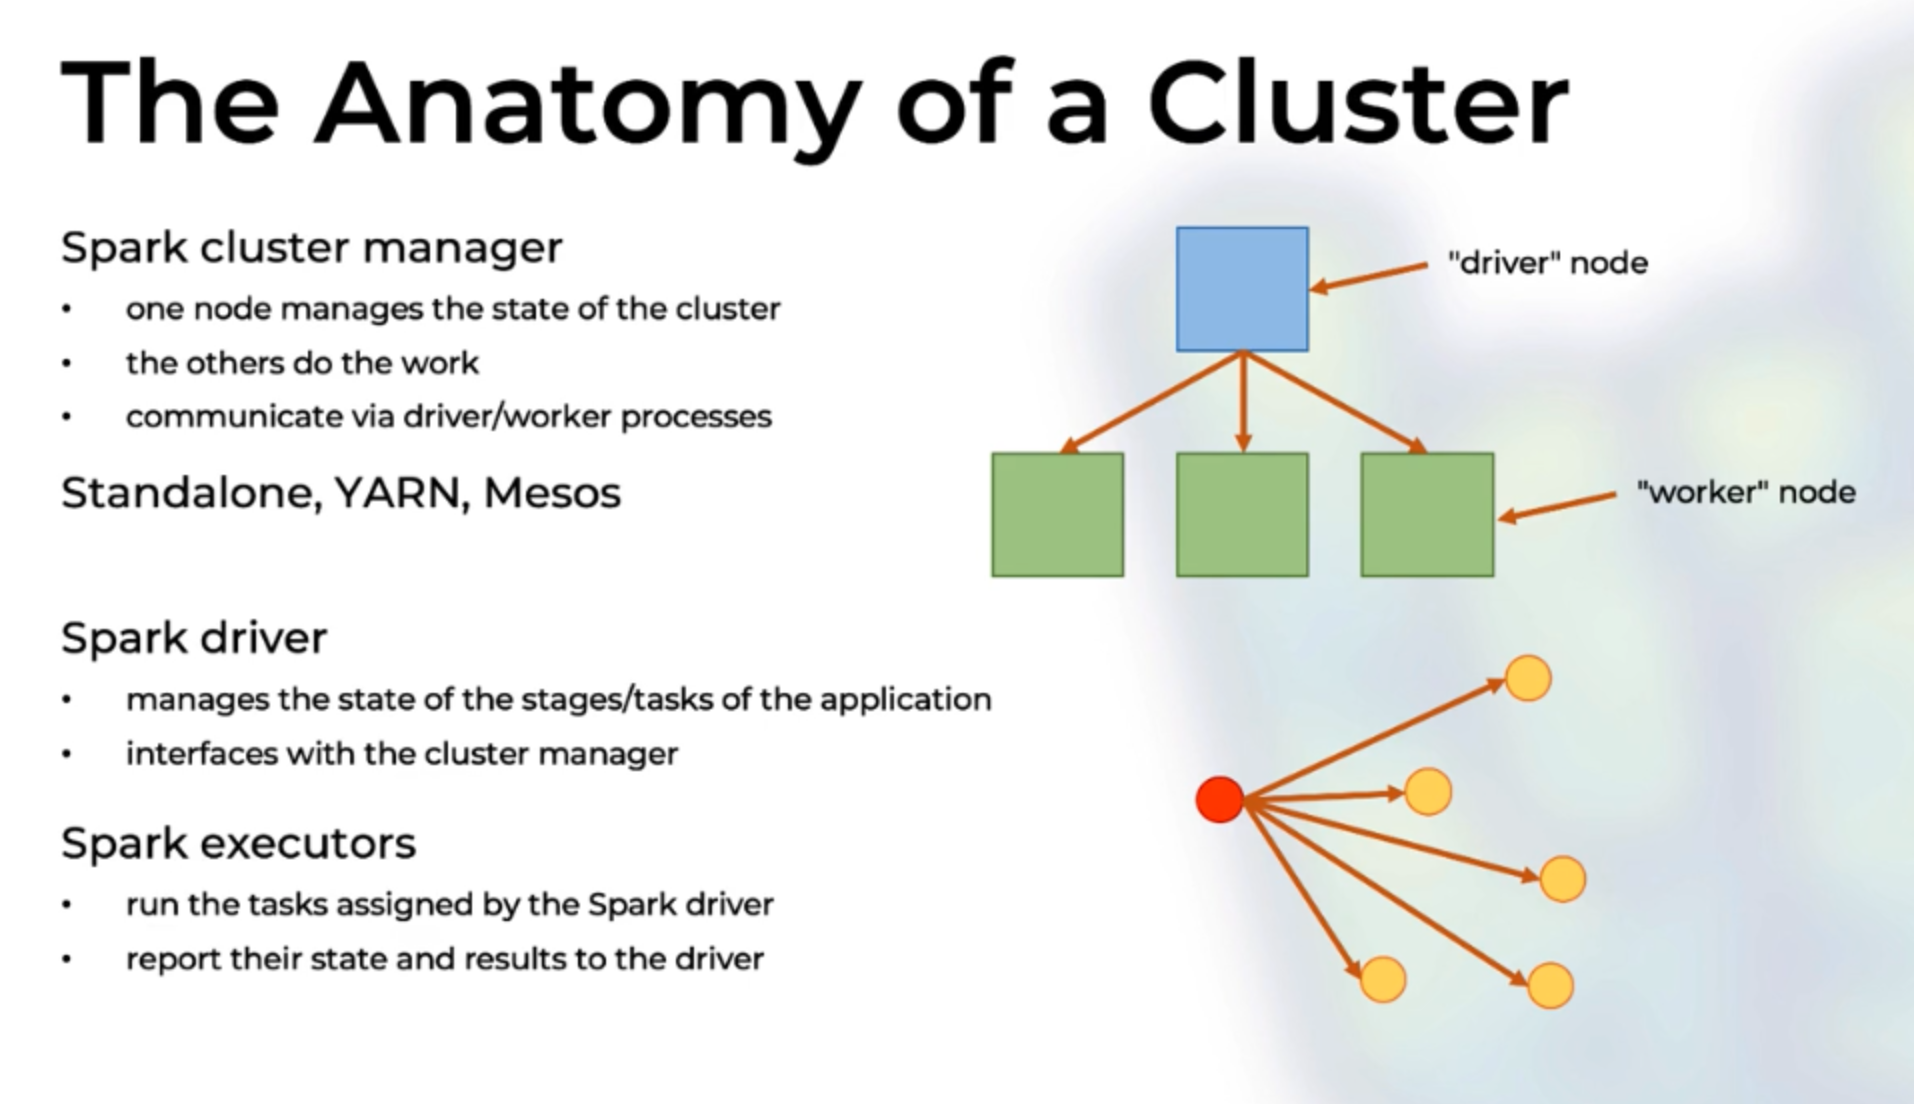 The Anatomy of a Cluster
Spark cluster manager
• one node manages the state of the cluster
• the others do the work
• communicate via driver/worker processes
Standalone, YARN, Mesos
Spark driver
• manages the state of the stages/tasks of the application
• interfaces with the cluster manager
Spark executors
• run the tasks assigned by the Spark driver
• report their state and results to the driver
"driver" node
"worker" node